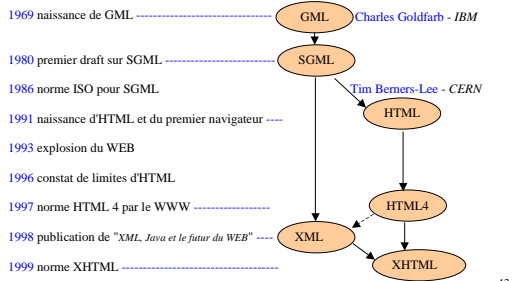 1969 naissance de GML ------------------------------- GML Charles Goldfarb - IBM
1980 premier draft sur SGML ------------------------- SGML
1986 norme ISO pour SGML Tim Berners-Lee - CERN
1991 naissance d'HTML et du premier navigateur ---- HTML
1993 explosion du WEB
1996 constat de limites d'HTML
1997 norme HTML 4 par le WWW ----------------- HTML4
1998 publication de "XML, Java et le futur du WEB" ---- XML
1999 norme XHTML ----------------------------------- XHTML